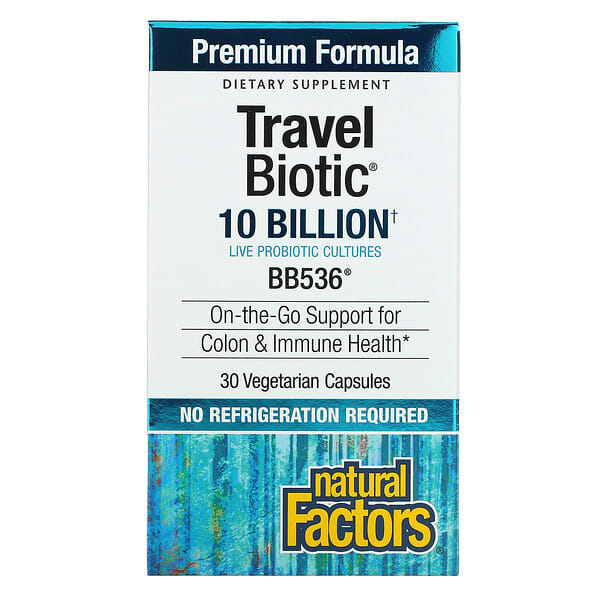 Premium Formula
DIETARY SUPPLEMENT
Travel
Biotic®
10 BILLION†
LIVE PROBIOTIC CULTURES
BB536®
On-the-Go Support for
Colon & Immune Health*
30 Vegetarian Capsules
NO REFRIGERATION REQUIRED
natural
Factors®